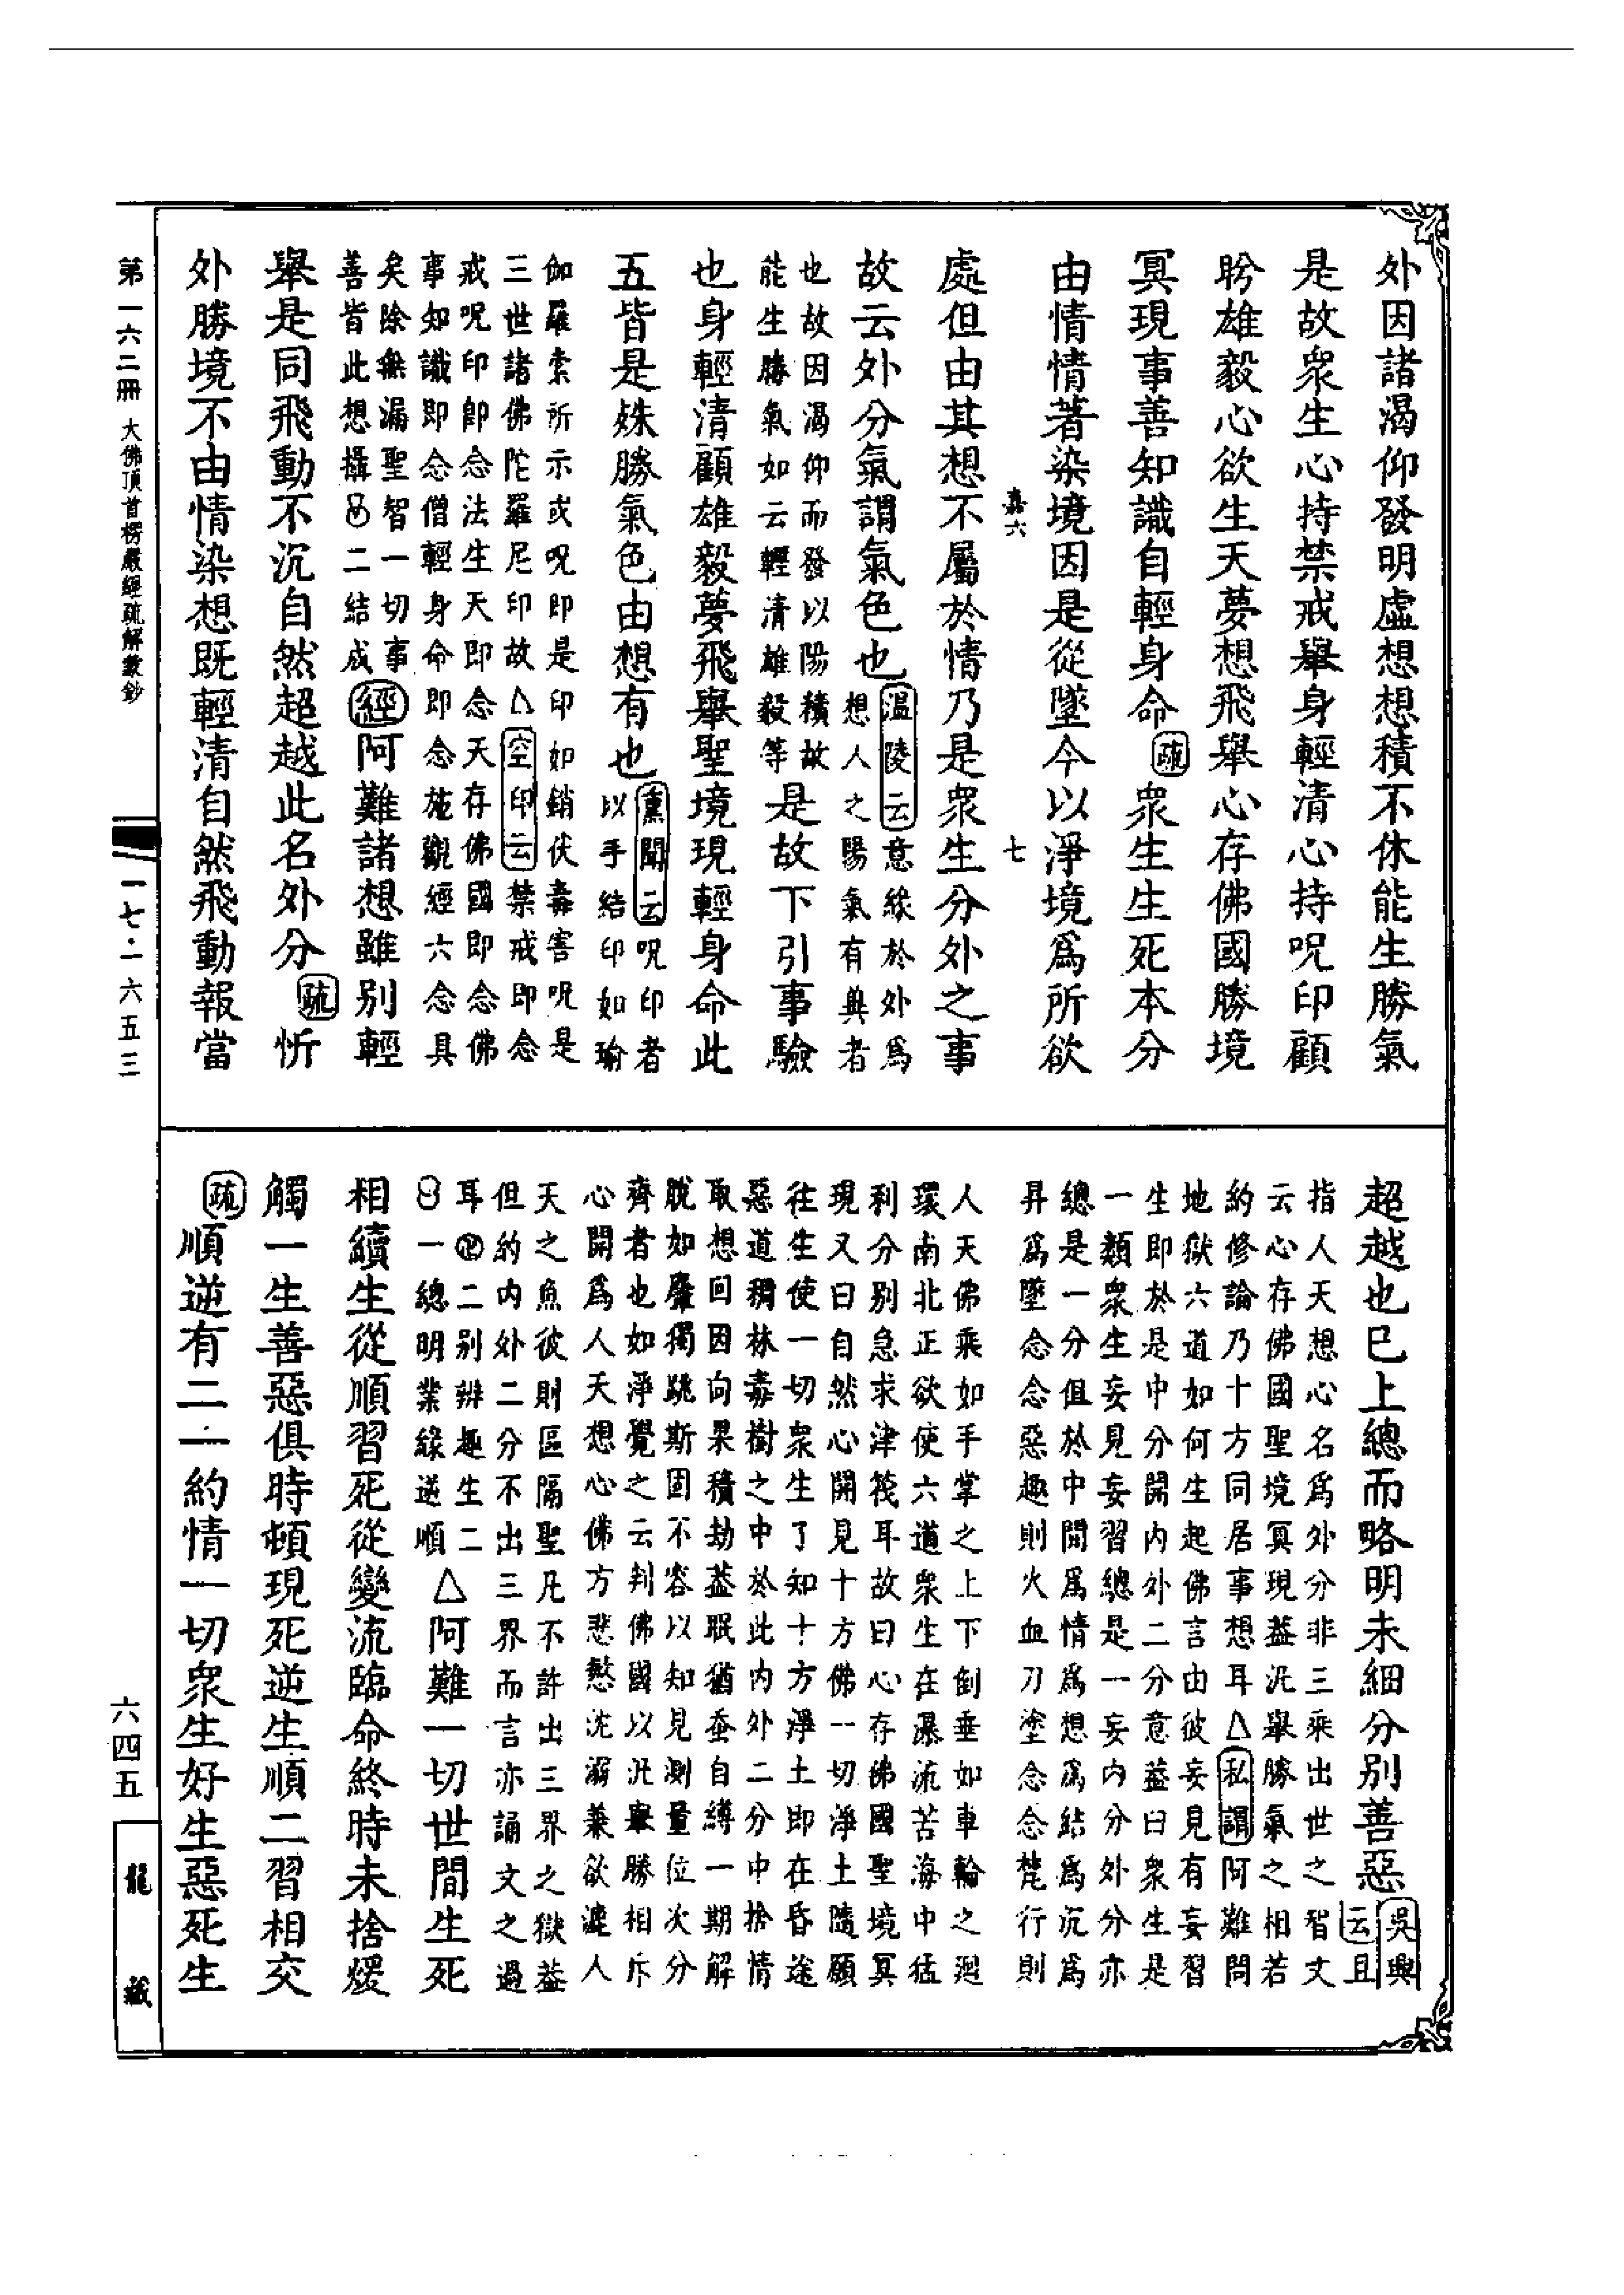 外因諸渴仰發明虛想想積不休能生勝氣
是故眾生心持禁戒舉身輕清心持呪印顧
盻雄毅心欲生天夢想飛舉心存佛國勝境
冥現事善知識自輕身命疏眾生生死本分
由情情著染境因是從墜今以淨境爲所欲
嘉六 七
處但由其想不屬於情乃是眾生分外之事
故云外分氣謂氣色也溫陵云意緣於外爲
想人之陽氣有與者
也故因渴仰而發以陽積故
能生勝氣如云輕清雄毅等是故下引事驗
也身輕清顧雄毅夢飛舉聖境現輕身命此
五皆是殊勝氣色由想有也熏聞云呪印者
以手結印如瑜
伽羅索所示或呪即是印如銷伏毒害呪是
三世諸佛陀羅尼印故△空印云禁戒即念
戒呪印即念法生天即念天存佛國即念佛
事知識即念僧輕身命即念施觀經六念具
矣除無漏聖智一切事
善皆此想攝二結成經阿難諸想雖別輕
舉是同飛動不沉自然超越此名外分疏忻
外勝境不由情染想既輕清自然飛動報當
超越也已上總而略明未細分別善惡吳興云且
指人天想心名爲外分非三乘出世之智文
云心存佛國聖境冥現蓋況舉勝氣之相若
約修論乃十方同居事想耳△私謂阿難問
地獄六道如何生起佛言由彼妄見有妄習
生即於是中分開內外二分意蓋曰眾生是
一類眾生妄見妄習總是一妄內分外分亦
總是一分但於中開爲情爲想爲結爲沉爲
昇爲墜念念惡趣則火血刀塗念念梵行則
人天佛乘如手掌之上下倒垂如車輪之迴
環南北正欲使六道眾生在瀑流苦海中猛
利分別急求津筏耳故曰心存佛國聖境冥
現又曰自然心開見十方佛一切淨土隨願
往生使一切眾生了知十方淨土即在昏途
惡道稠林毒樹之中於此內外二分中捨情
取想回因向果積劫蓋眠猶蚕自縛一期解
脫如麞獨跳斯固不容以知見測量位次分
齊者也如淨覺之云判佛國以況舉勝相斥
心開爲人天想心佛方悲愍沈溺兼欲漉人
天之魚彼則區隔聖凡不許出三界之獄蓋
但約內外二分不出三界而言亦誦文之過
耳二別辨趣生二
一總明業緣逆順△阿難一切世間生死
相續生從順習死從變流臨命終時未捨煖
觸一生善惡俱時頓現死逆生順二習相交
疏順逆有二一約情一切眾生好生惡死生
第一六二冊 大佛頂首楞嚴經疏解蒙鈔
一七·一六五三
六四五
龍藏